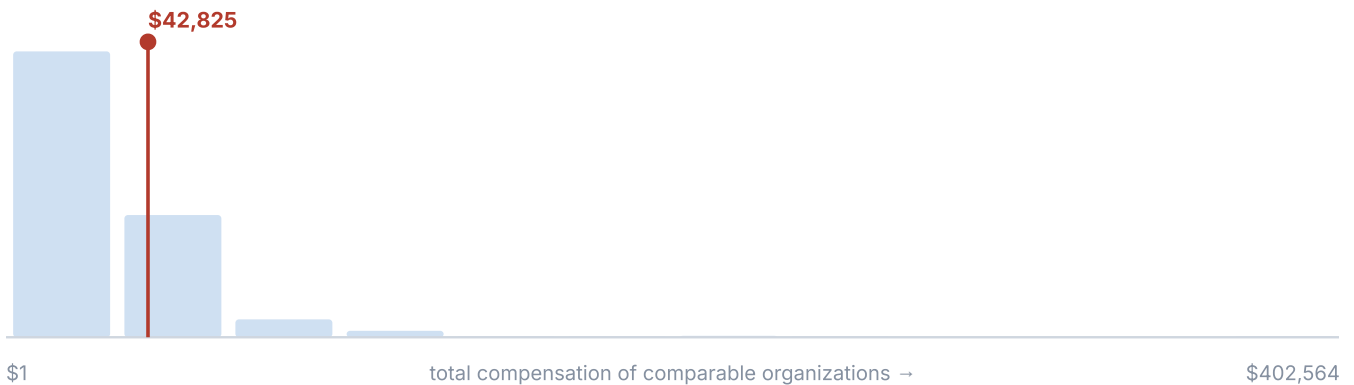 $42,825
$1 total compensation of comparable organizations → $402,564